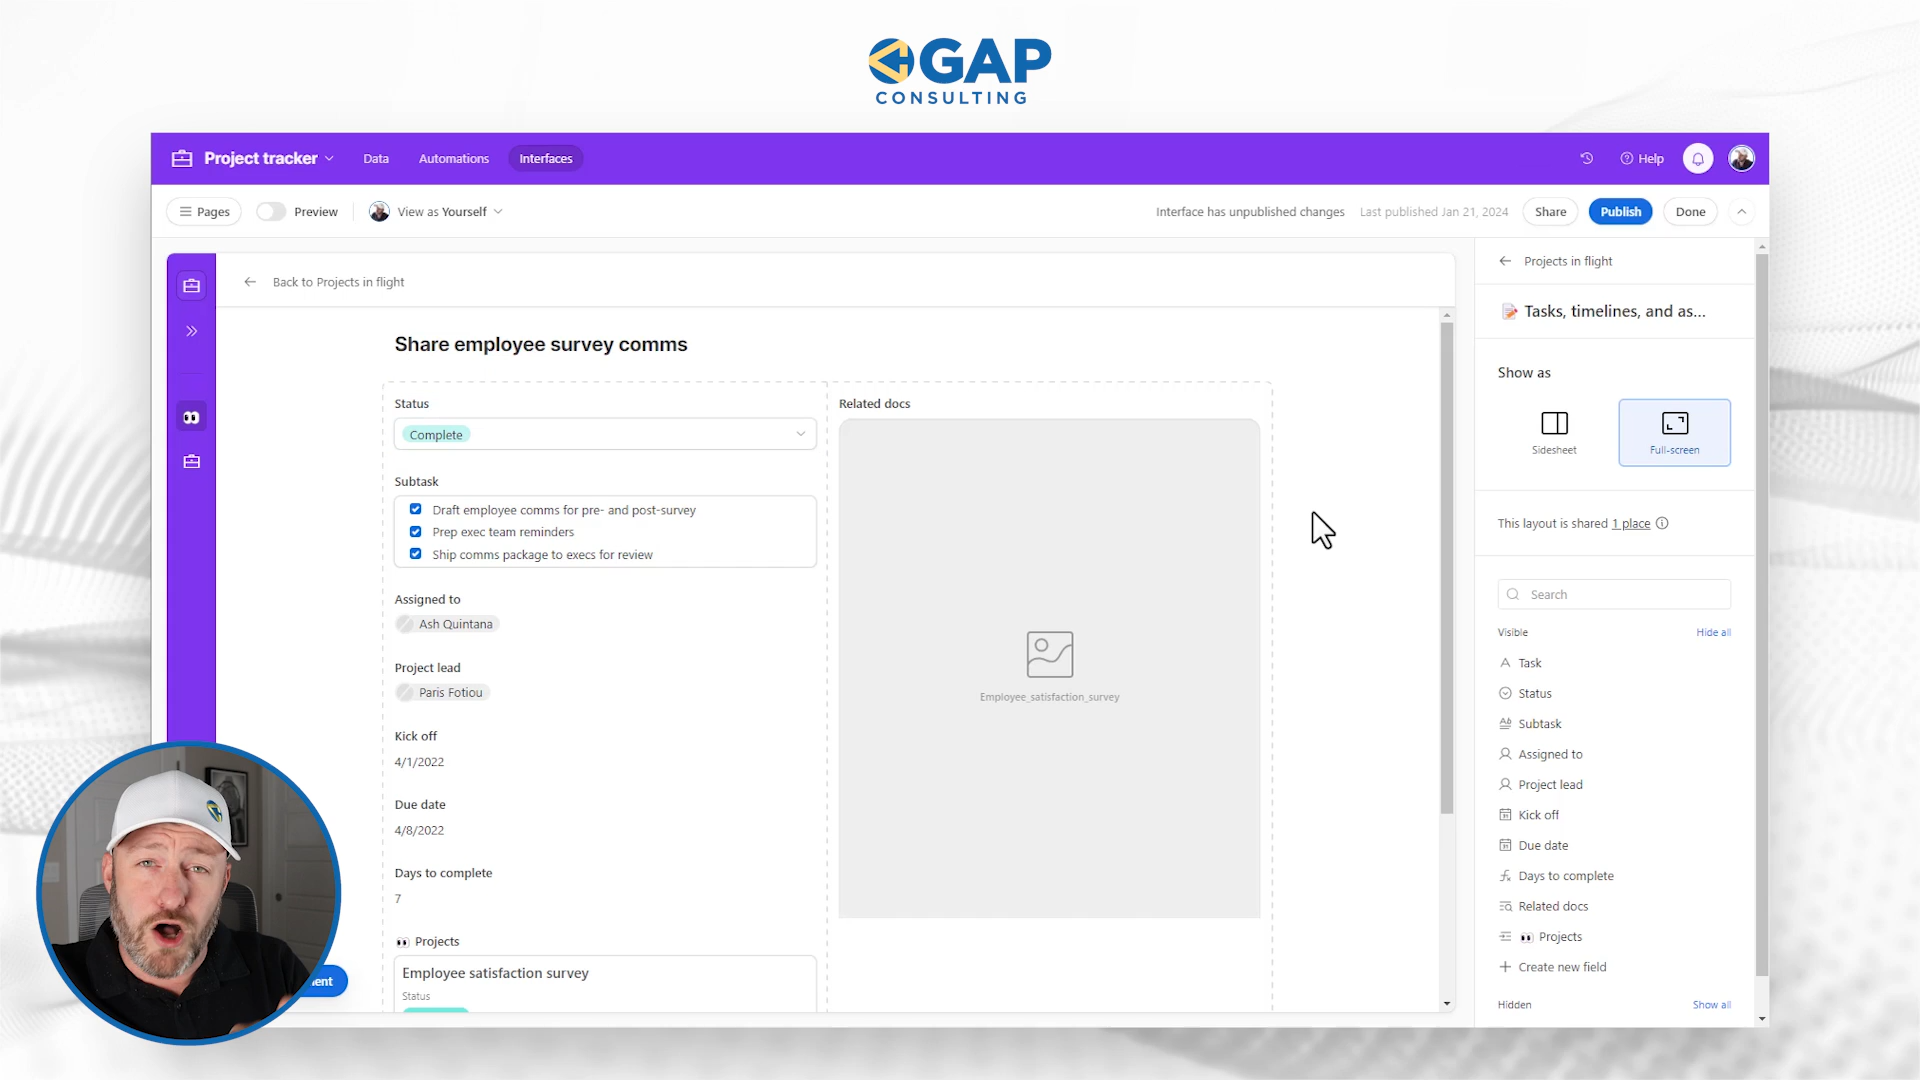 GAP
CONSULTING
Project tracker
Data
Automations
Interfaces
Help
Pages
Preview
View as Yourself
Interface has unpublished changes
Last published Jan 21, 2024
Share
Publish
Done
Back to Projects in flight
Share employee survey comms
Status
Complete
Subtask
Draft employee comms for pre- and post-survey
Prep exec team reminders
Ship comms package to execs for review
Assigned to
Ash Quintana
Project lead
Paris Fotiou
Kick off
4/1/2022
Due date
4/8/2022
Days to complete
7
Projects
Employee satisfaction survey
Status
ent
Related docs
Employee_satisfaction_survey
Projects in flight
Tasks, timelines, and as...
Show as
Sidesheet
Full-screen
This layout is shared 1 place
Search
Visible
Hide all
Task
Status
Subtask
Assigned to
Project lead
Kick off
Due date
Days to complete
Related docs
Projects
Create new field
Hidden
Show all